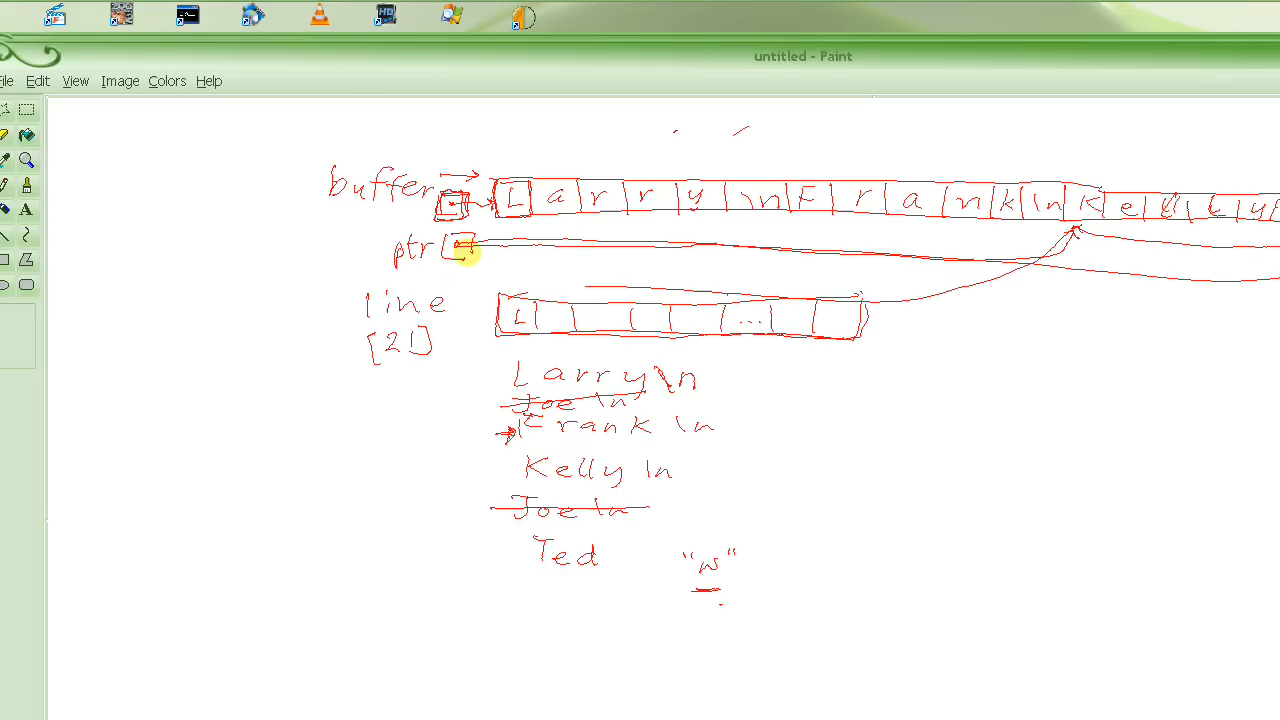 untitled - Paint
File Edit View Image Colors Help
buffer L a r r y \n F r a n k \n K e l l y
ptr
line
[21]
L ...
Larry\n
Joe \n
Frank \n
Kelly \n
Joe \n
Ted
"w"